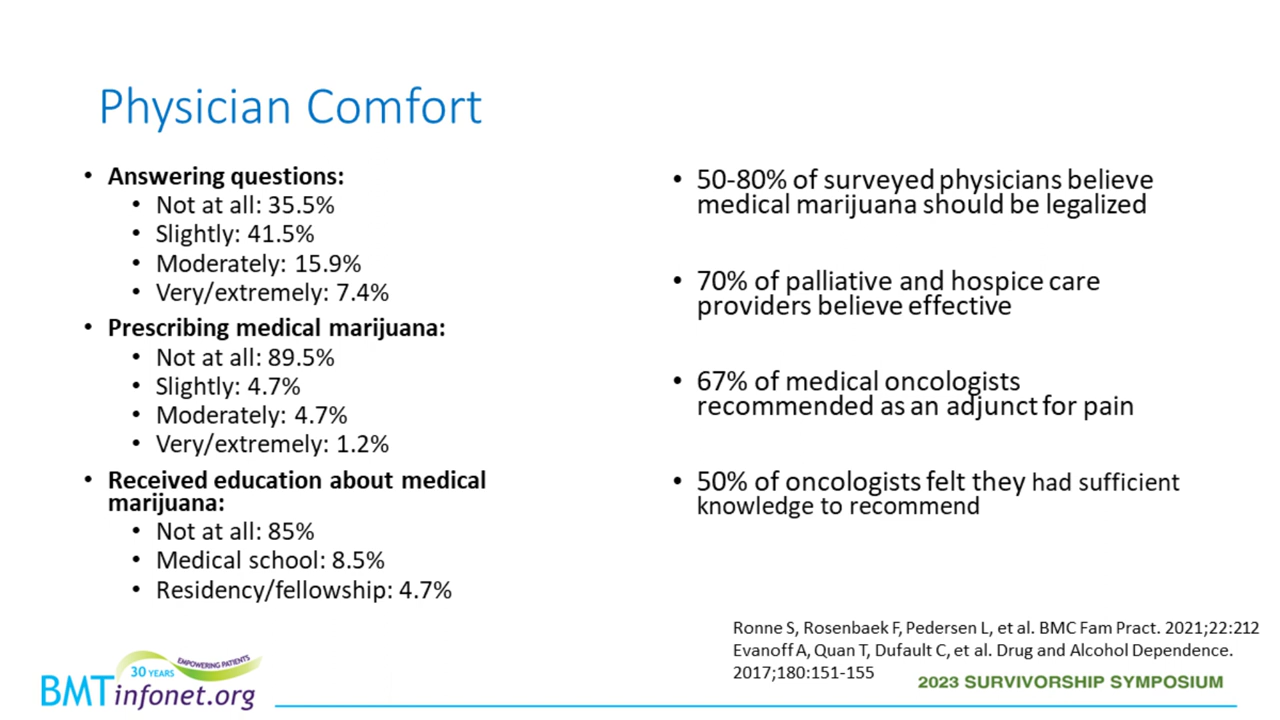 Physician Comfort
• Answering questions:
• Not at all: 35.5%
• Slightly: 41.5%
• Moderately: 15.9%
• Very/extremely: 7.4%
• Prescribing medical marijuana:
• Not at all: 89.5%
• Slightly: 4.7%
• Moderately: 4.7%
• Very/extremely: 1.2%
• Received education about medical
marijuana:
• Not at all: 85%
• Medical school: 8.5%
• Residency/fellowship: 4.7%
• 50-80% of surveyed physicians believe
medical marijuana should be legalized
• 70% of palliative and hospice care
providers believe effective
• 67% of medical oncologists
recommended as an adjunct for pain
• 50% of oncologists felt they had sufficient
knowledge to recommend
Ronne S, Rosenbaek F, Pedersen L, et al. BMC Fam Pract. 2021;22:212
Evanoff A, Quan T, Dufault C, et al. Drug and Alcohol Dependence.
2017;180:151-155
30 YEARS
EMPOWERING PATIENTS
BMTinfonet.org
2023 SURVIVORSHIP SYMPOSIUM